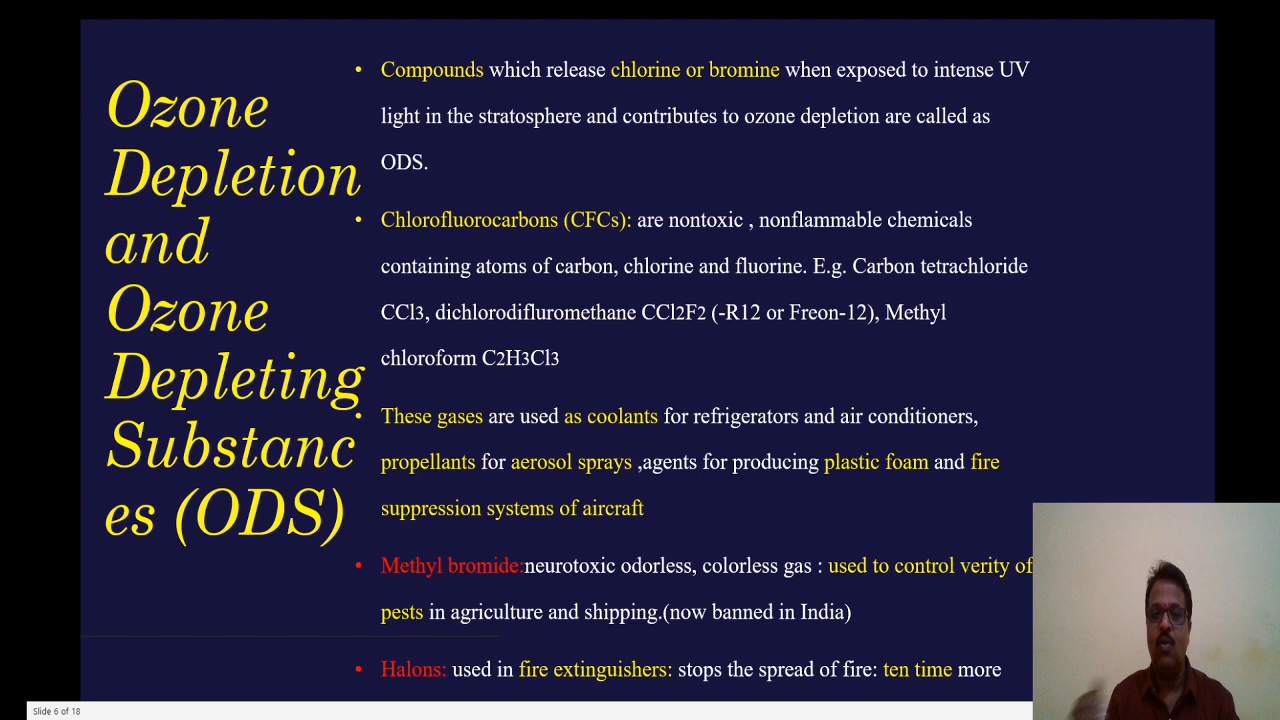 Ozone
Depletion
and
Ozone
Depleting
Substanc
es (ODS)
• Compounds which release chlorine or bromine when exposed to intense UV
light in the stratosphere and contributes to ozone depletion are called as
ODS.
• Chlorofluorocarbons (CFCs): are nontoxic , nonflammable chemicals
containing atoms of carbon, chlorine and fluorine. E.g. Carbon tetrachloride
CCl3, dichlorodifluromethane CCl2F2 (-R12 or Freon-12), Methyl
chloroform C2H3Cl3
• These gases are used as coolants for refrigerators and air conditioners,
propellants for aerosol sprays ,agents for producing plastic foam and fire
suppression systems of aircraft
• Methyl bromide:neurotoxic odorless, colorless gas : used to control verity of
pests in agriculture and shipping.(now banned in India)
• Halons: used in fire extinguishers: stops the spread of fire: ten time more
Slide 6 of 18